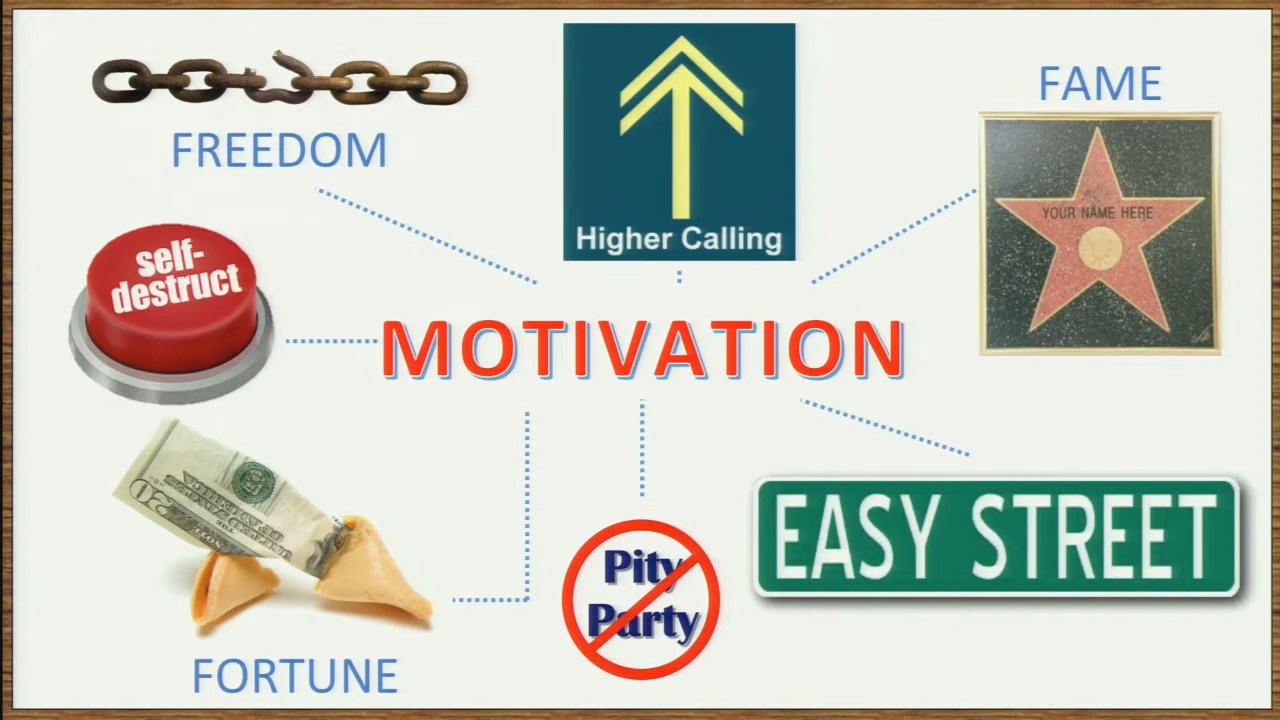 FREEDOM
Higher Calling
FAME
YOUR NAME HERE
self-
destruct
MOTIVATION
EASY STREET
Pity
Party
FORTUNE